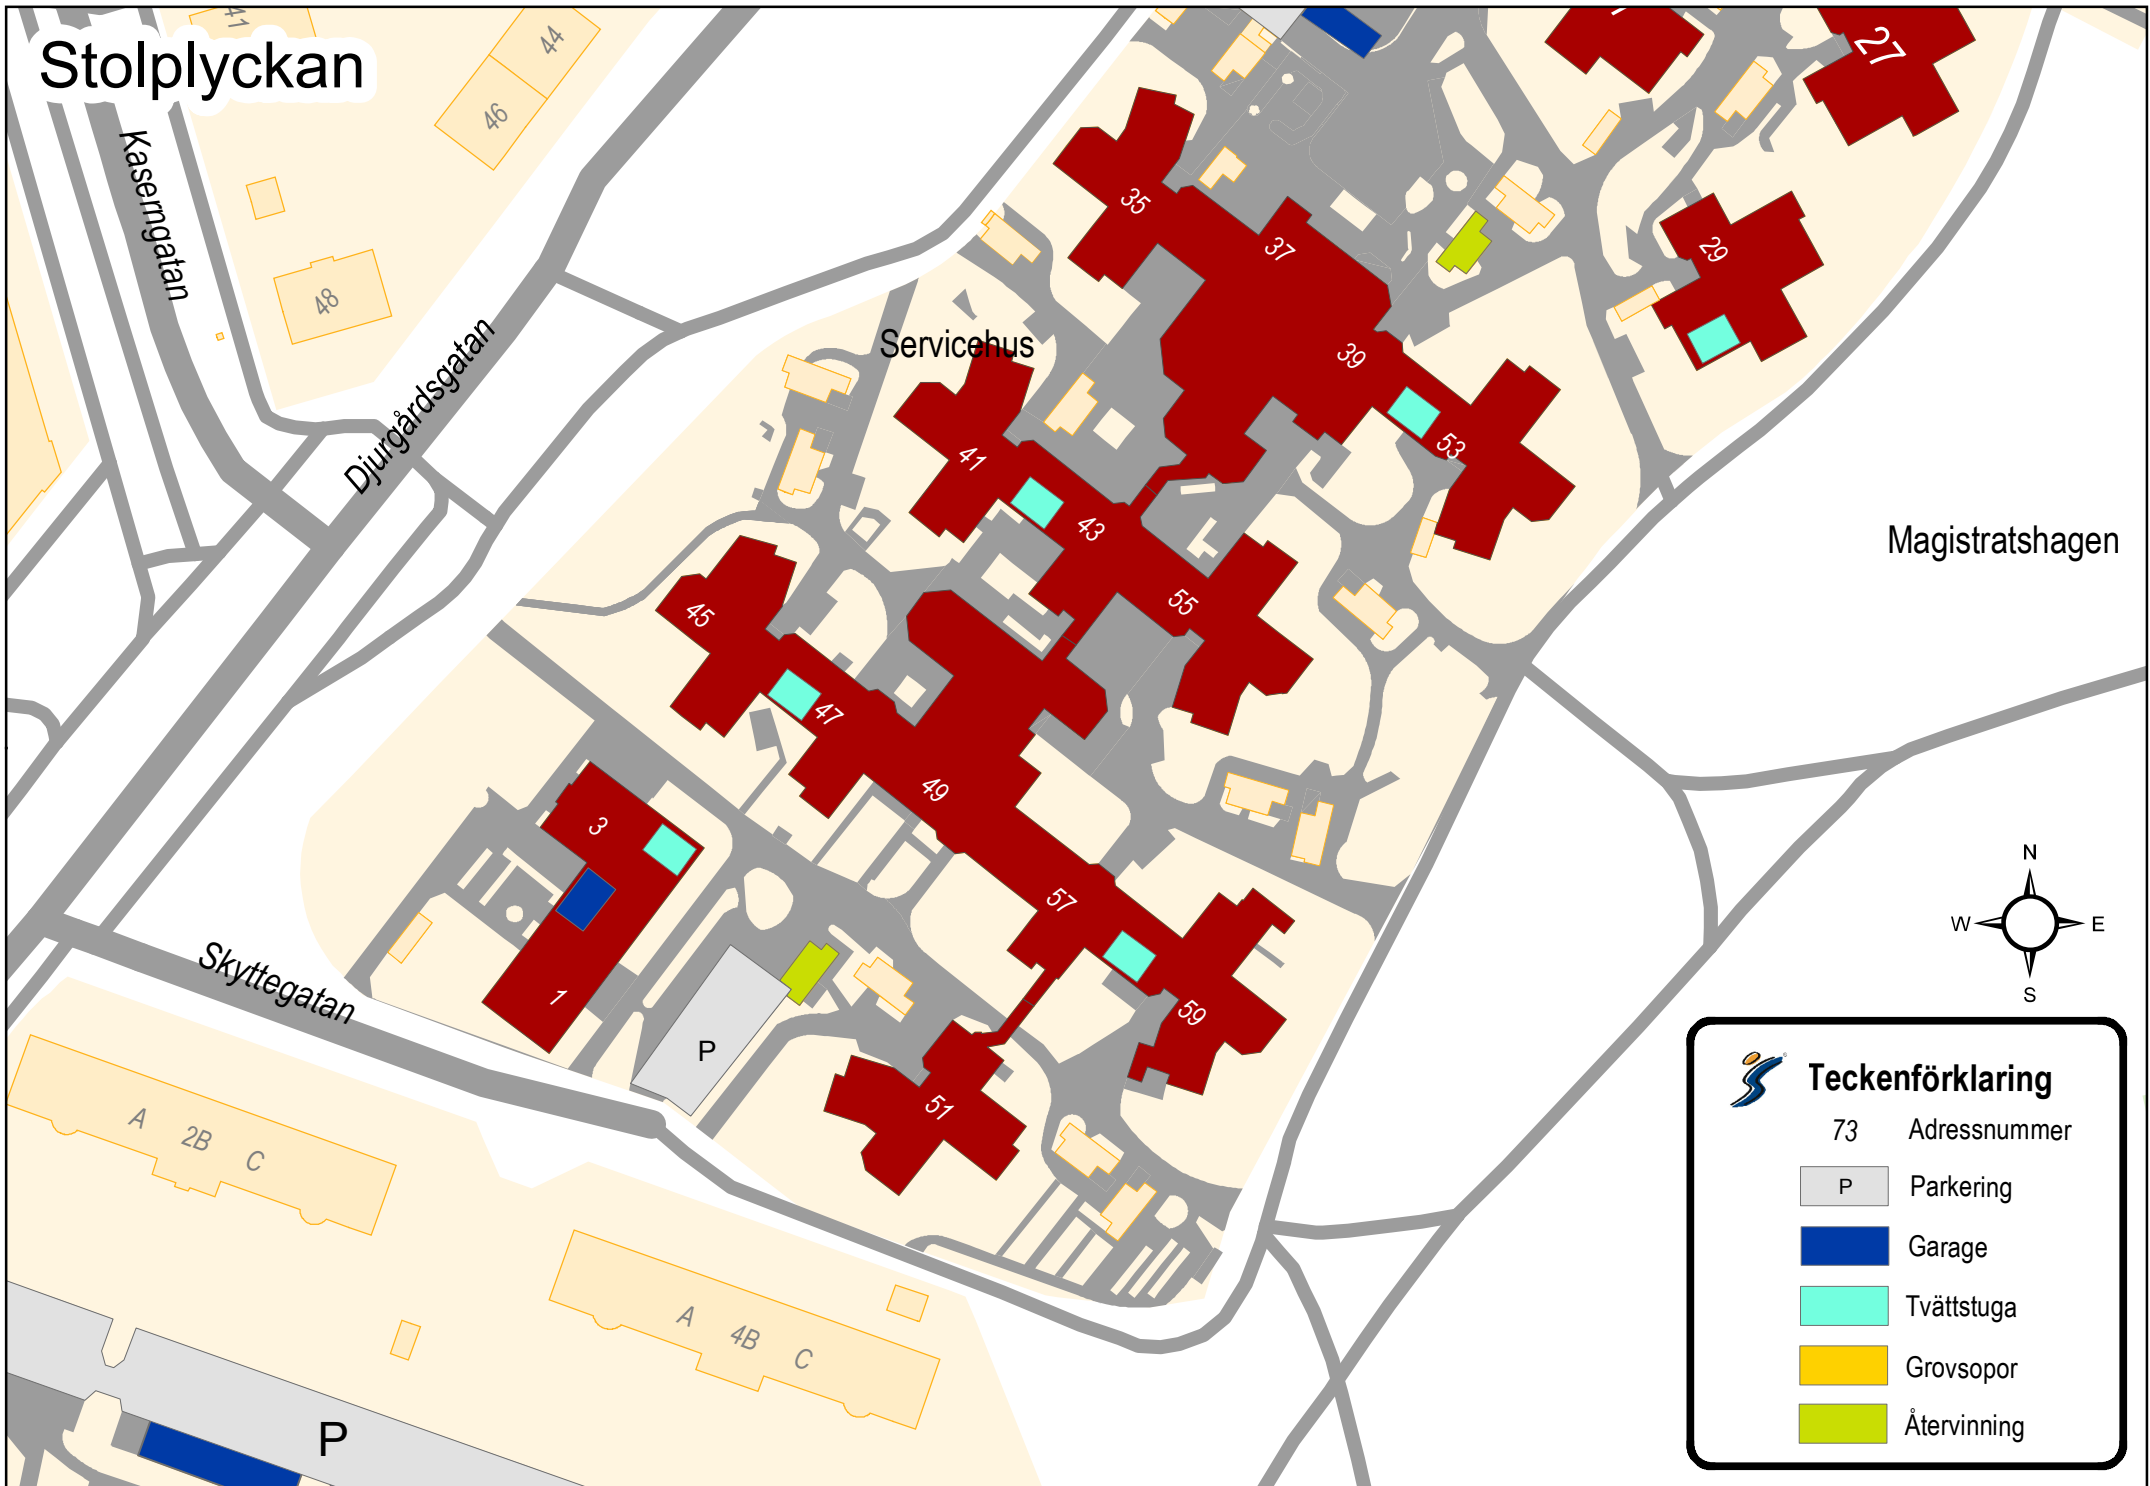 Stolplyckan
41
44
46
48
Kaserngatan
Djurgårdsgatan
Servicehus
27
35
37
29
39
53
41
43
55
45
47
49
3
1
57
59
51
Magistratshagen
Skyttegatan
P
A 2B C
A 4B C
P
N
W E
S
Teckenförklaring
73 Adressnummer
P Parkering
Garage
Tvättstuga
Grovsopor
Återvinning